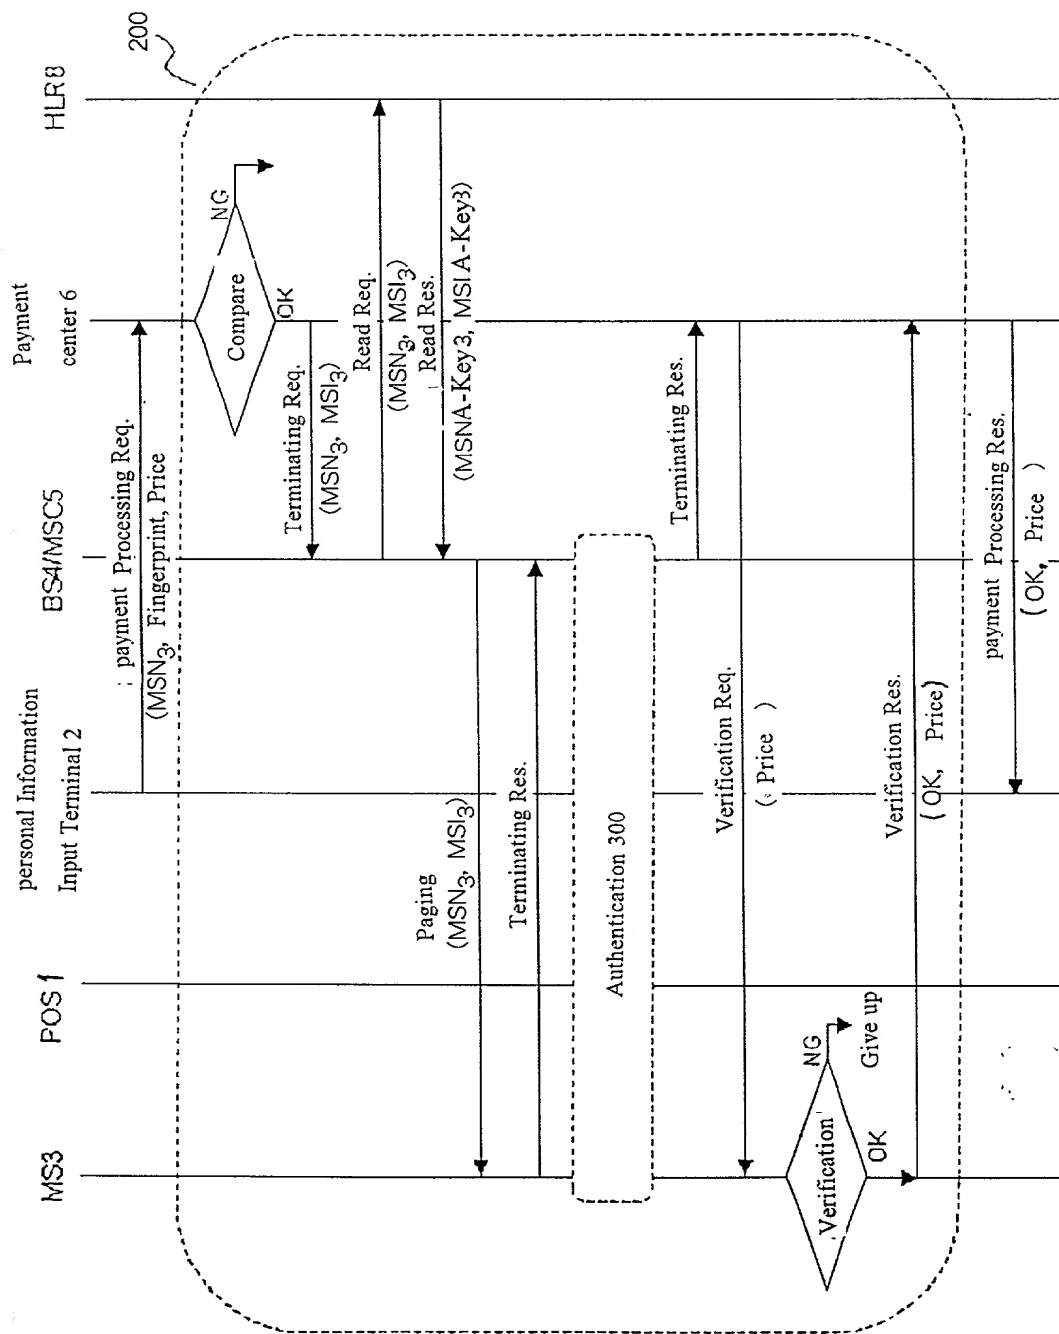 200
MS3
POS 1
personal Information
Input Terminal 2
BS4/MSC5
Payment
center 6
HLR8
payment Processing Req.
(MSN3, Fingerprint, Price
Compare
NG
OK
Terminating Req.
(MSN3, MSI3)
Read Req.
(MSN3, MSI3)
Read Res.
(MSNA-Key3, MSIA-Key3)
Paging
(MSN3, MSI3)
Terminating Res.
Authentication 300
Terminating Res.
Verification Req.
( Price )
Verification
NG
Give up
OK
Verification Res.
(OK, Price)
payment Processing Res.
(OK, Price )